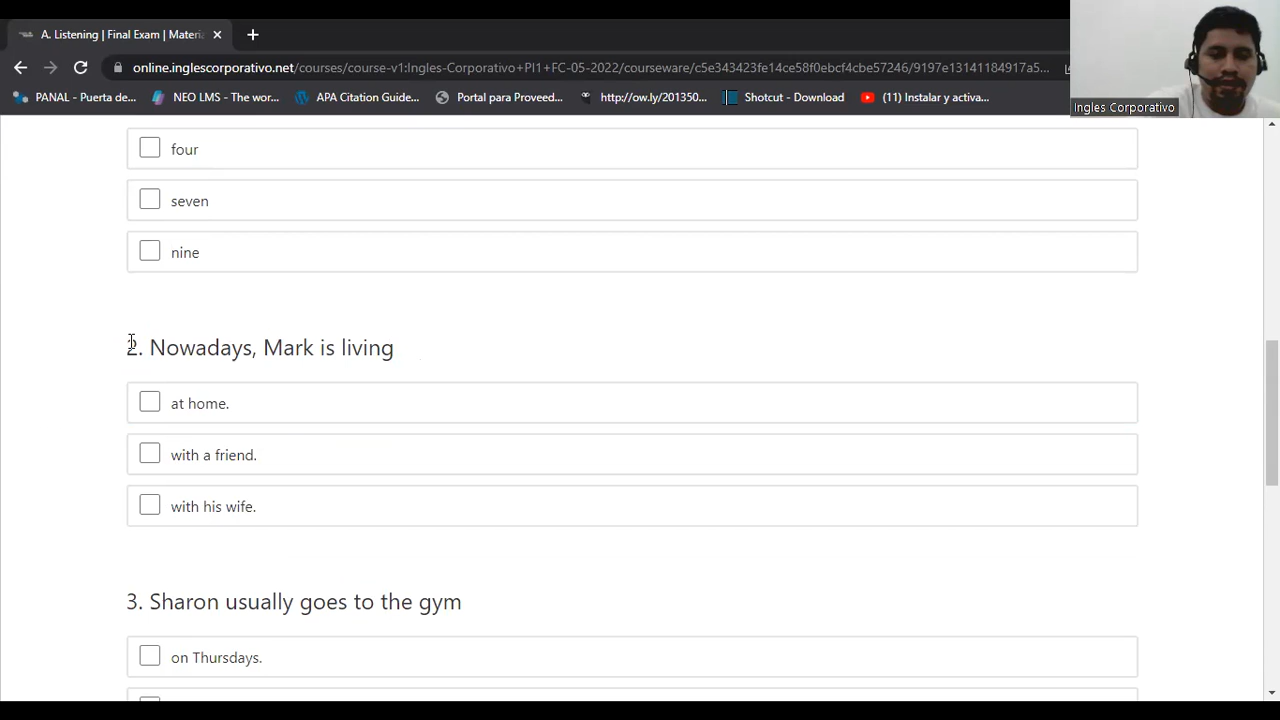 A. Listening | Final Exam | Materi
online.inglescorporativo.net/courses/course-v1:Ingles-Corporativo+PI1+FC-05-2022/courseware/c5e343423fe14ce58f0ebcf4cbe57246/9197e13141184917a5...
PANAL - Puerta de... NEO LMS - The wor... APA Citation Guide... Portal para Proveed... http://ow.ly/201350... Shotcut - Download (11) Instalar y activa...
Ingles Corporativo
four
seven
nine
2. Nowadays, Mark is living
at home.
with a friend.
with his wife.
3. Sharon usually goes to the gym
on Thursdays.